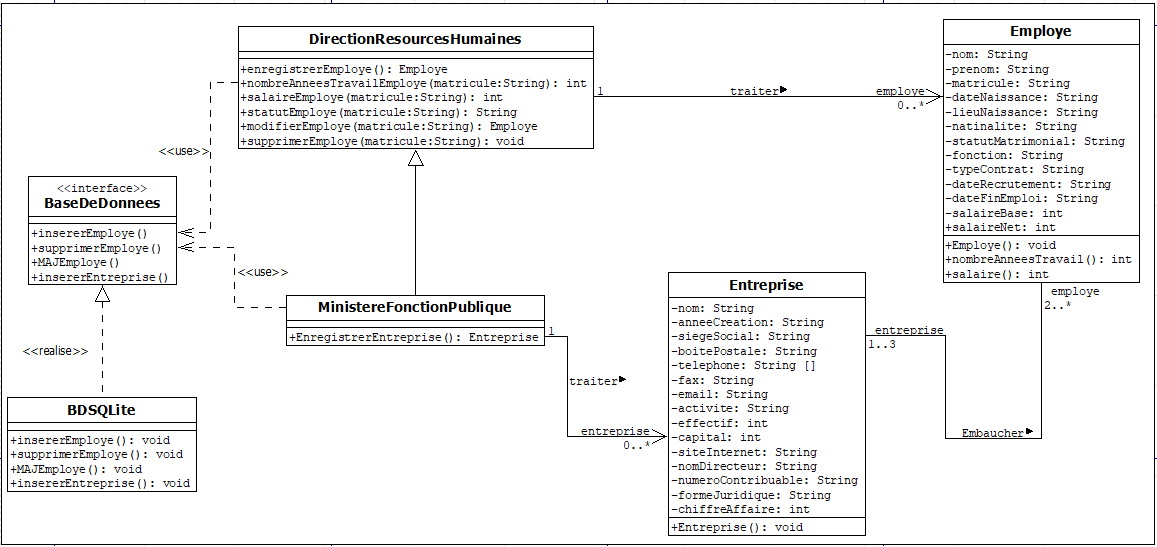 DirectionResourcesHumaines
+enregistrerEmploye(): Employe
+nombreAnneesTravailEmploye(matricule:String): int
+salaireEmploye(matricule:String): int
+statutEmploye(matricule:String): String
+modifierEmploye(matricule:String): Employe
+supprimerEmploye(matricule:String): void
1
traiter
employe
0..*
Employe
-nom: String
-prenom: String
-matricule: String
-dateNaissance: String
-lieuNaissance: String
-natinalite: String
-statutMatrimonial: String
-fonction: String
-typeContrat: String
-dateRecrutement: String
-dateFinEmploi: String
-salaireBase: int
+salaireNet: int
+Employe(): void
+nombreAnneesTravail(): int
+salaire(): int
<<use>>
<<interface>>
BaseDeDonnees
+insererEmploye()
+supprimerEmploye()
+MAJEmploye()
+insererEntreprise()
<<use>>
MinistereFonctionPublique
+EnregistrerEntreprise(): Entreprise
1
traiter
entreprise
0..*
Entreprise
-nom: String
-anneeCreation: String
-siegeSocial: String
-boitePostale: String
-telephone: String []
-fax: String
-email: String
-activite: String
-effectif: int
-capital: int
-siteInternet: String
-nomDirecteur: String
-numeroContribuable: String
-formeJuridique: String
-chiffreAffaire: int
+Entreprise(): void
entreprise
1..3
employe
2..*
Embaucher
<<realise>>
BDSQLite
+insererEmploye(): void
+supprimerEmploye(): void
+MAJEmploye(): void
+insererEntreprise(): void